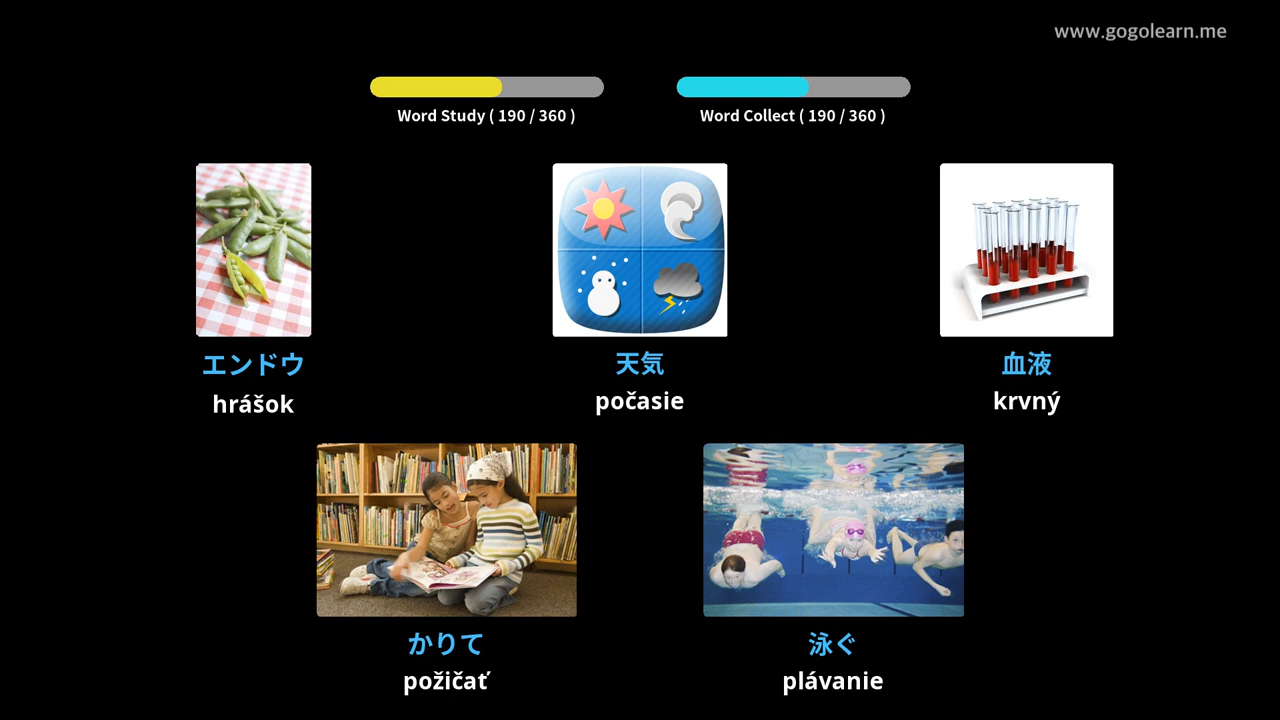 www.gogolearn.me
Word Study ( 190 / 360 )
Word Collect ( 190 / 360 )
エンドウ
hrášok
天気
počasie
血液
krvný
かりて
požičať
泳ぐ
plávanie